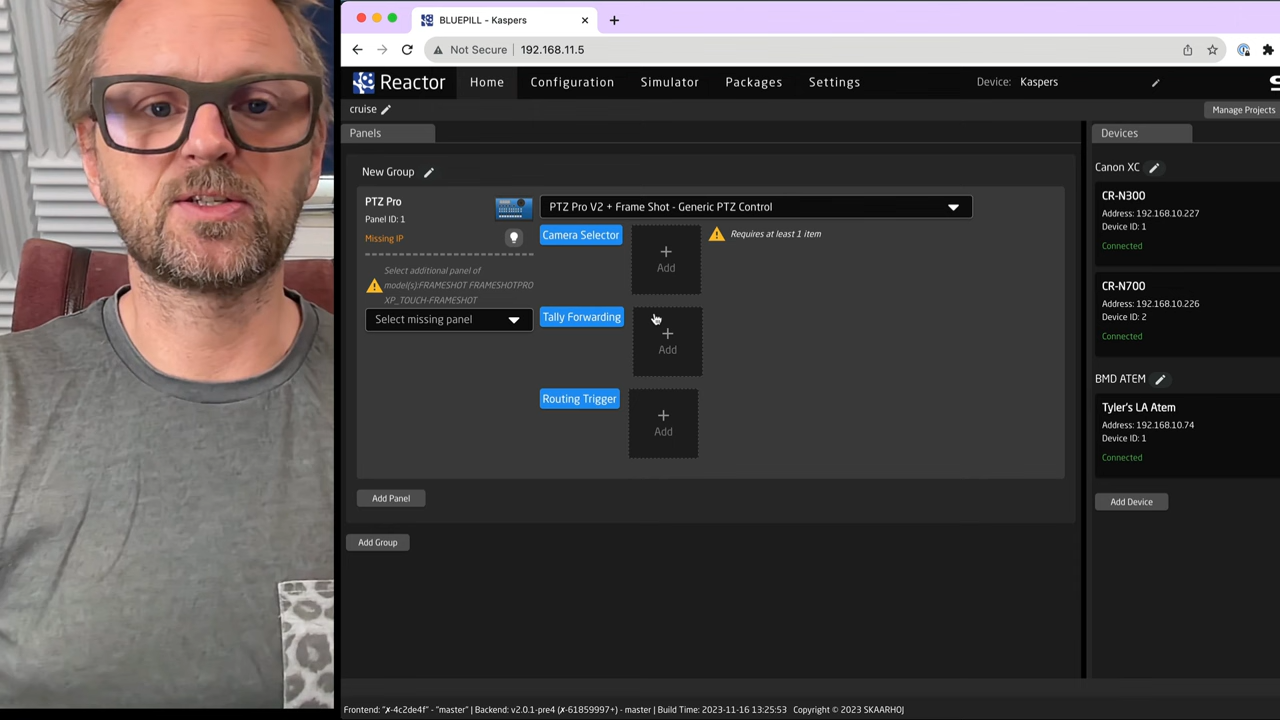 BLUEPILL - Kaspers
Not Secure
192.168.11.5
Reactor
Home
Configuration
Simulator
Packages
Settings
Device: Kaspers
cruise
Manage Projects
Panels
New Group
PTZ Pro
Panel ID: 1
Missing IP
Select additional panel of
model(s):FRAMESHOT FRAMESHOTPRO
XP_TOUCH-FRAMESHOT
Select missing panel
PTZ Pro V2 + Frame Shot - Generic PTZ Control
Camera Selector
Add
Requires at least 1 item
Tally Forwarding
Add
Routing Trigger
Add
Add Panel
Add Group
Devices
Canon XC
CR-N300
Address: 192.168.10.227
Device ID: 1
Connected
CR-N700
Address: 192.168.10.226
Device ID: 2
Connected
BMD ATEM
Tyler's LA Atem
Address: 192.168.10.74
Device ID: 1
Connected
Add Device
Frontend: "✗-4c2de4f" - "master" | Backend: v2.0.1-pre4 (✗-61859997+) - master | Build Time: 2023-11-16 13:25:53 Copyright © 2023 SKAARHOJ